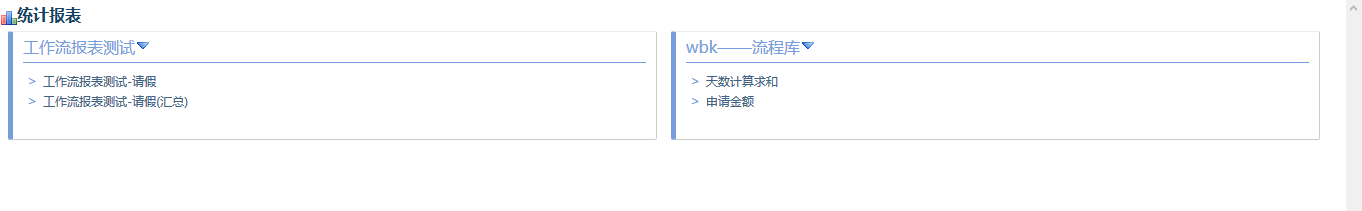 统计报表
工作流报表测试
> 工作流报表测试-请假
> 工作流报表测试-请假(汇总)
wbk——流程库
> 天数计算求和
> 申请金额